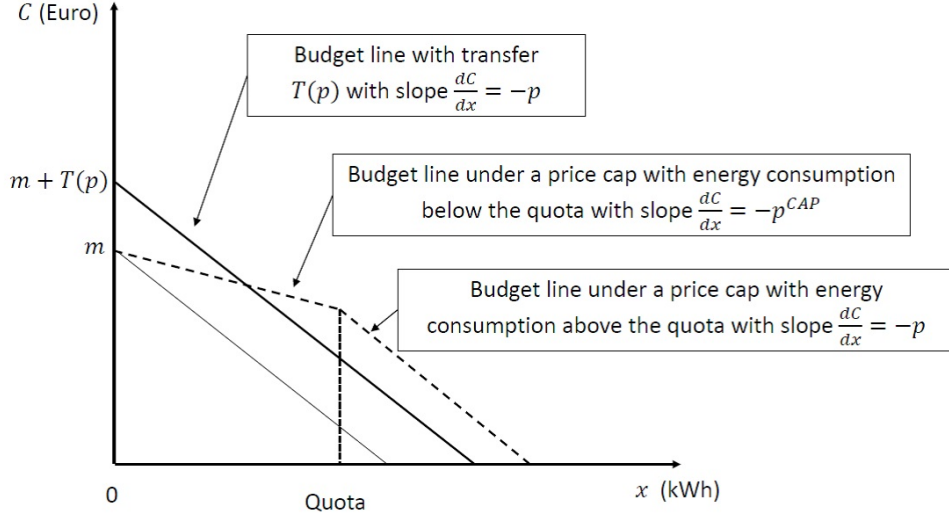 C (Euro)
Budget line with transfer
T(p) with slope dC/dx = −p
m + T(p)
Budget line under a price cap with energy consumption
below the quota with slope dC/dx = −p^CAP
m
Budget line under a price cap with energy
consumption above the quota with slope dC/dx = −p
0
Quota
x (kWh)